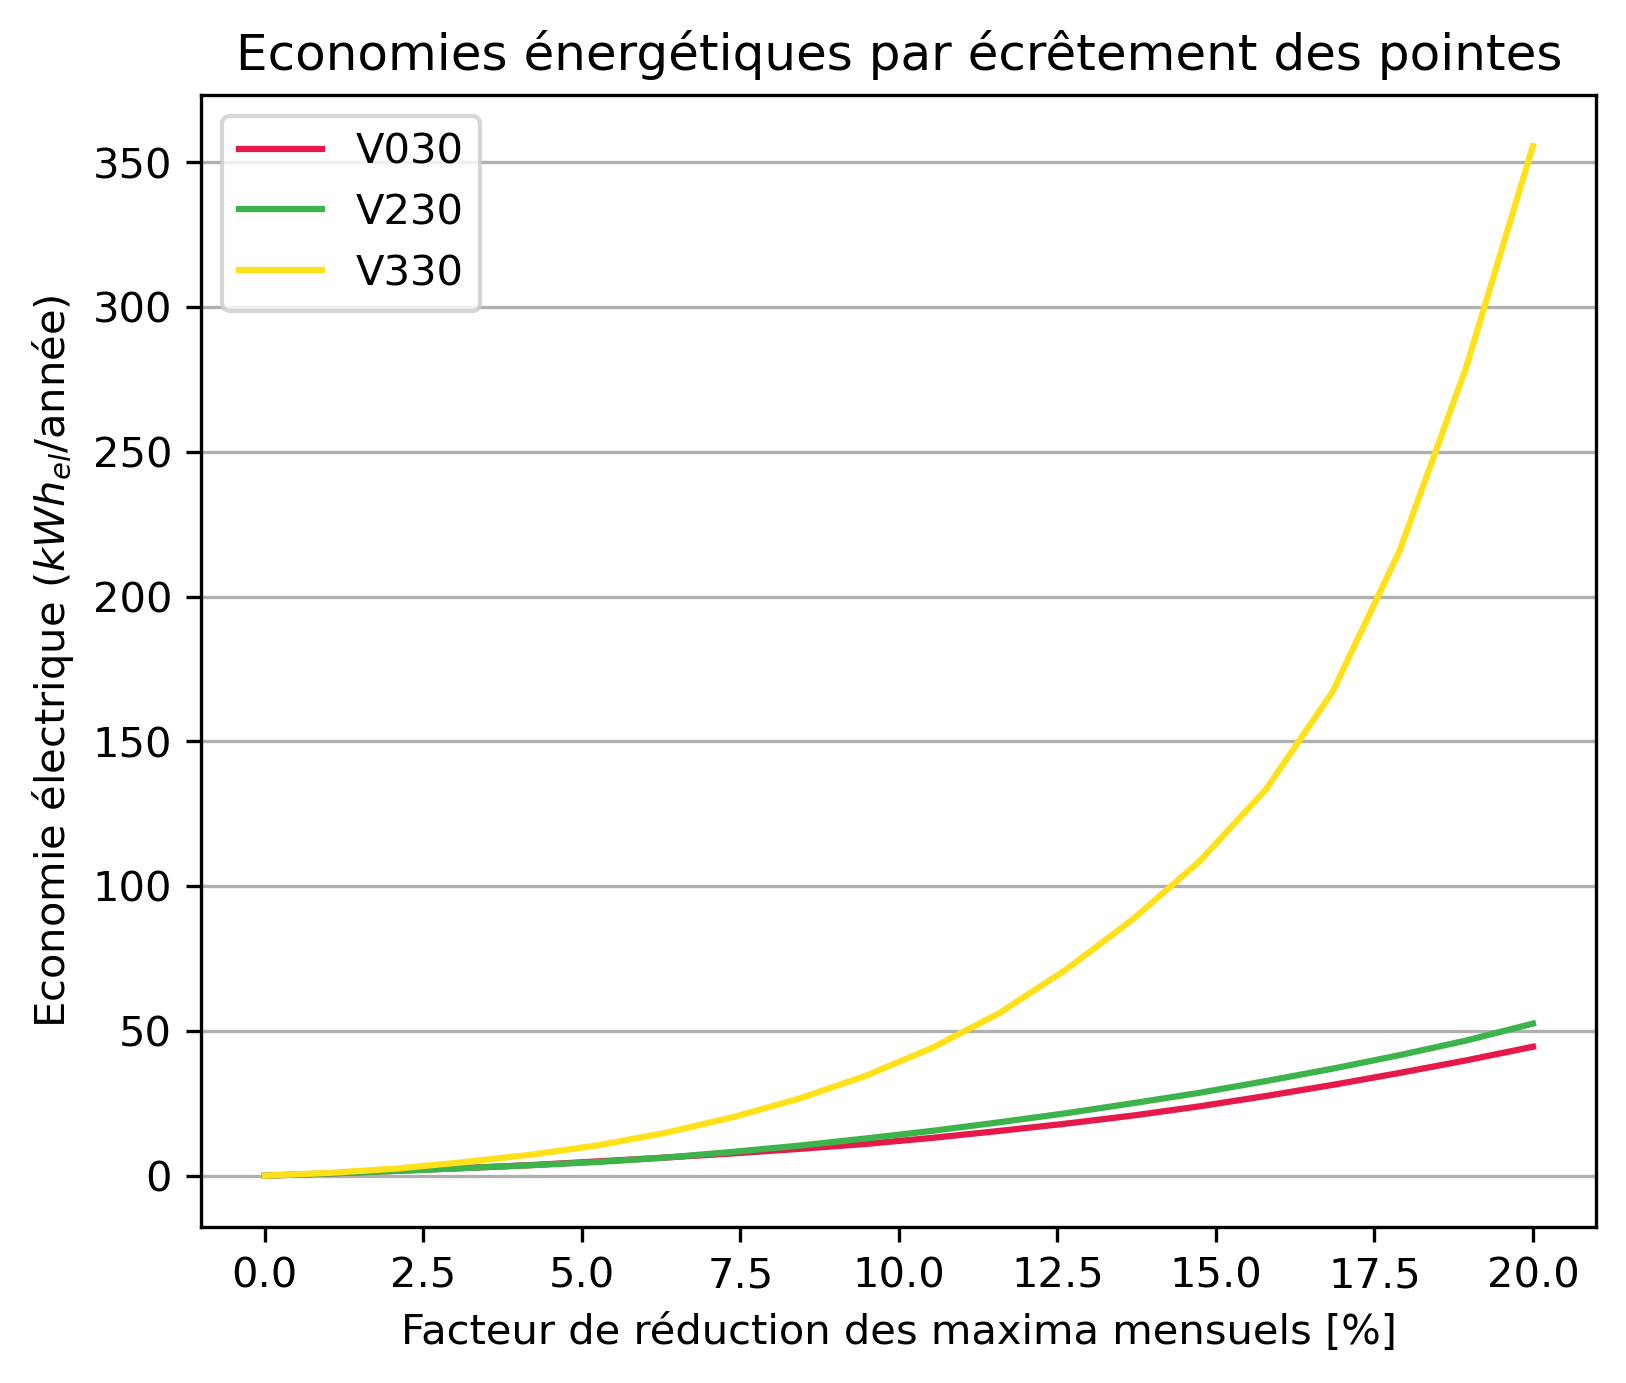 Economies énergétiques par écrêtement des pointes
V030
V230
V330
350
300
250
200
150
100
50
0
Economie électrique (kWh_el/année)
0.0 2.5 5.0 7.5 10.0 12.5 15.0 17.5 20.0
Facteur de réduction des maxima mensuels [%]